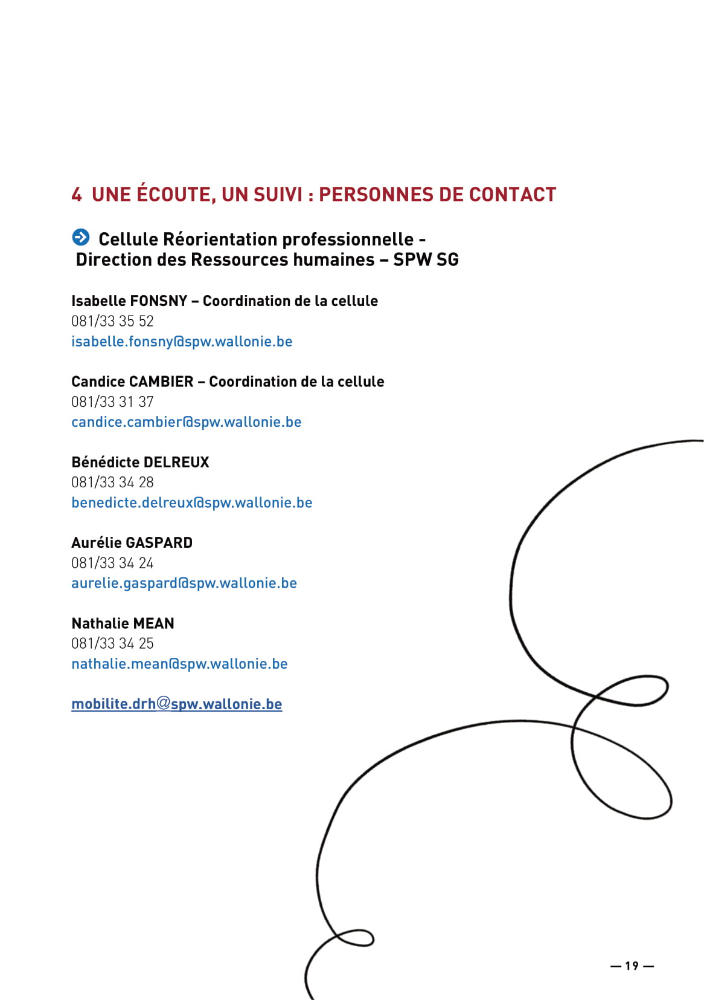 4 UNE ÉCOUTE, UN SUIVI : PERSONNES DE CONTACT
Cellule Réorientation professionnelle -
Direction des Ressources humaines – SPW SG
Isabelle FONSNY – Coordination de la cellule
081/33 35 52
isabelle.fonsny@spw.wallonie.be
Candice CAMBIER – Coordination de la cellule
081/33 31 37
candice.cambier@spw.wallonie.be
Bénédicte DELREUX
081/33 34 28
benedicte.delreux@spw.wallonie.be
Aurélie GASPARD
081/33 34 24
aurelie.gaspard@spw.wallonie.be
Nathalie MEAN
081/33 34 25
nathalie.mean@spw.wallonie.be
mobilite.drh@spw.wallonie.be
— 19 —